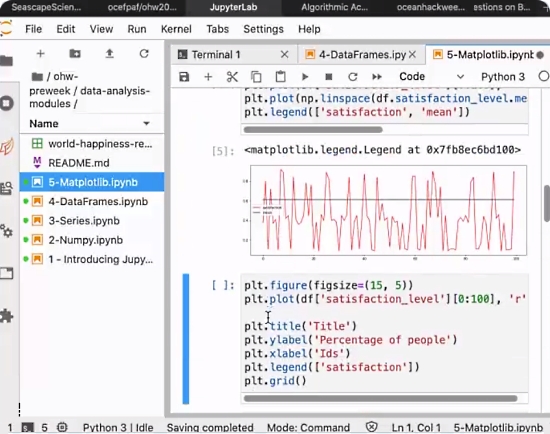 SeascapeScien... ocefpaf/ohw20... JupyterLab Algorithmic Ac... oceanhackwee... estions on B...
File Edit View Run Kernel Tabs Settings Help
Terminal 1 4-DataFrames.ipy 5-Matplotlib.ipynb
Code Python 3
/ ohw-
preweek /
data-analysis-
modules /
Name
world-happiness-re...
README.md
5-Matplotlib.ipynb
4-DataFrames.ipynb
3-Series.ipynb
2-Numpy.ipynb
1 - Introducing Jupy...
plt.plot(np.linspace(df.satisfaction_level.me
plt.legend(['satisfaction', 'mean'])
[5]: <matplotlib.legend.Legend at 0x7fb8ec6bd100>
[ ]: plt.figure(figsize=(15, 5))
plt.plot(df['satisfaction_level'][0:100], 'r'
plt.title('Title')
plt.ylabel('Percentage of people')
plt.xlabel('Ids')
plt.legend(['satisfaction'])
plt.grid()
1 5 Python 3 | Idle Saving completed Mode: Command Ln 1, Col 1 5-Matplotlib.ipynb